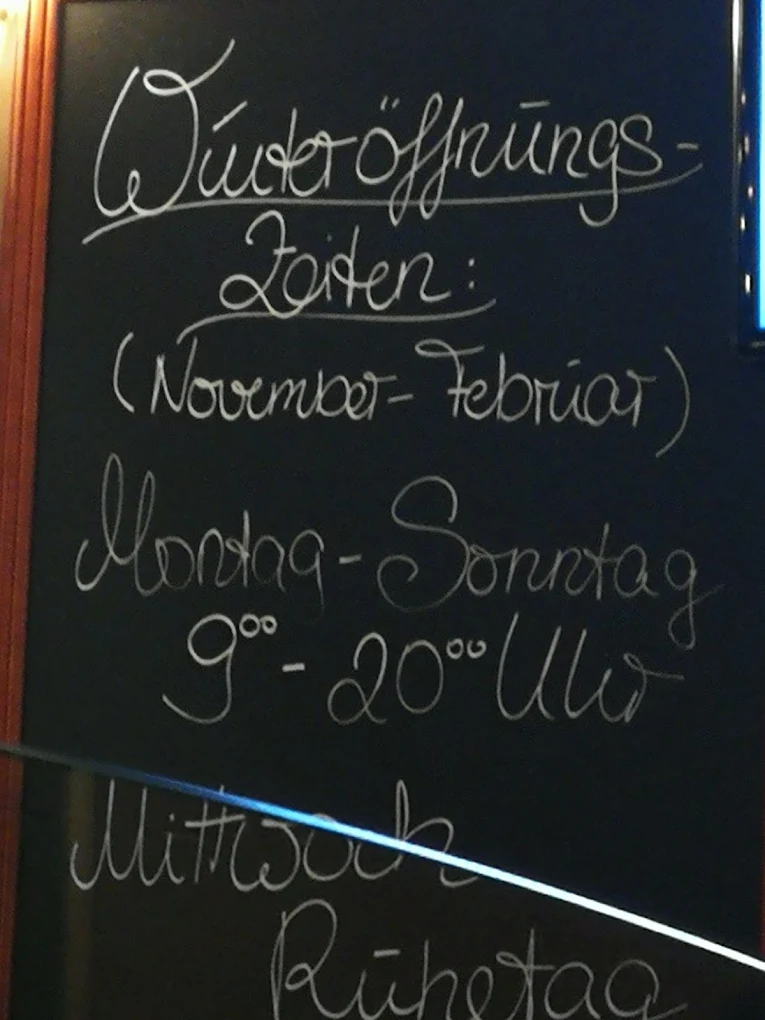 Winteröffnungs-
Zeiten:
(November-Februar)
Montag-Sonntag
9⁰⁰-20⁰⁰ Uhr
Mittwoch
Ruhetag